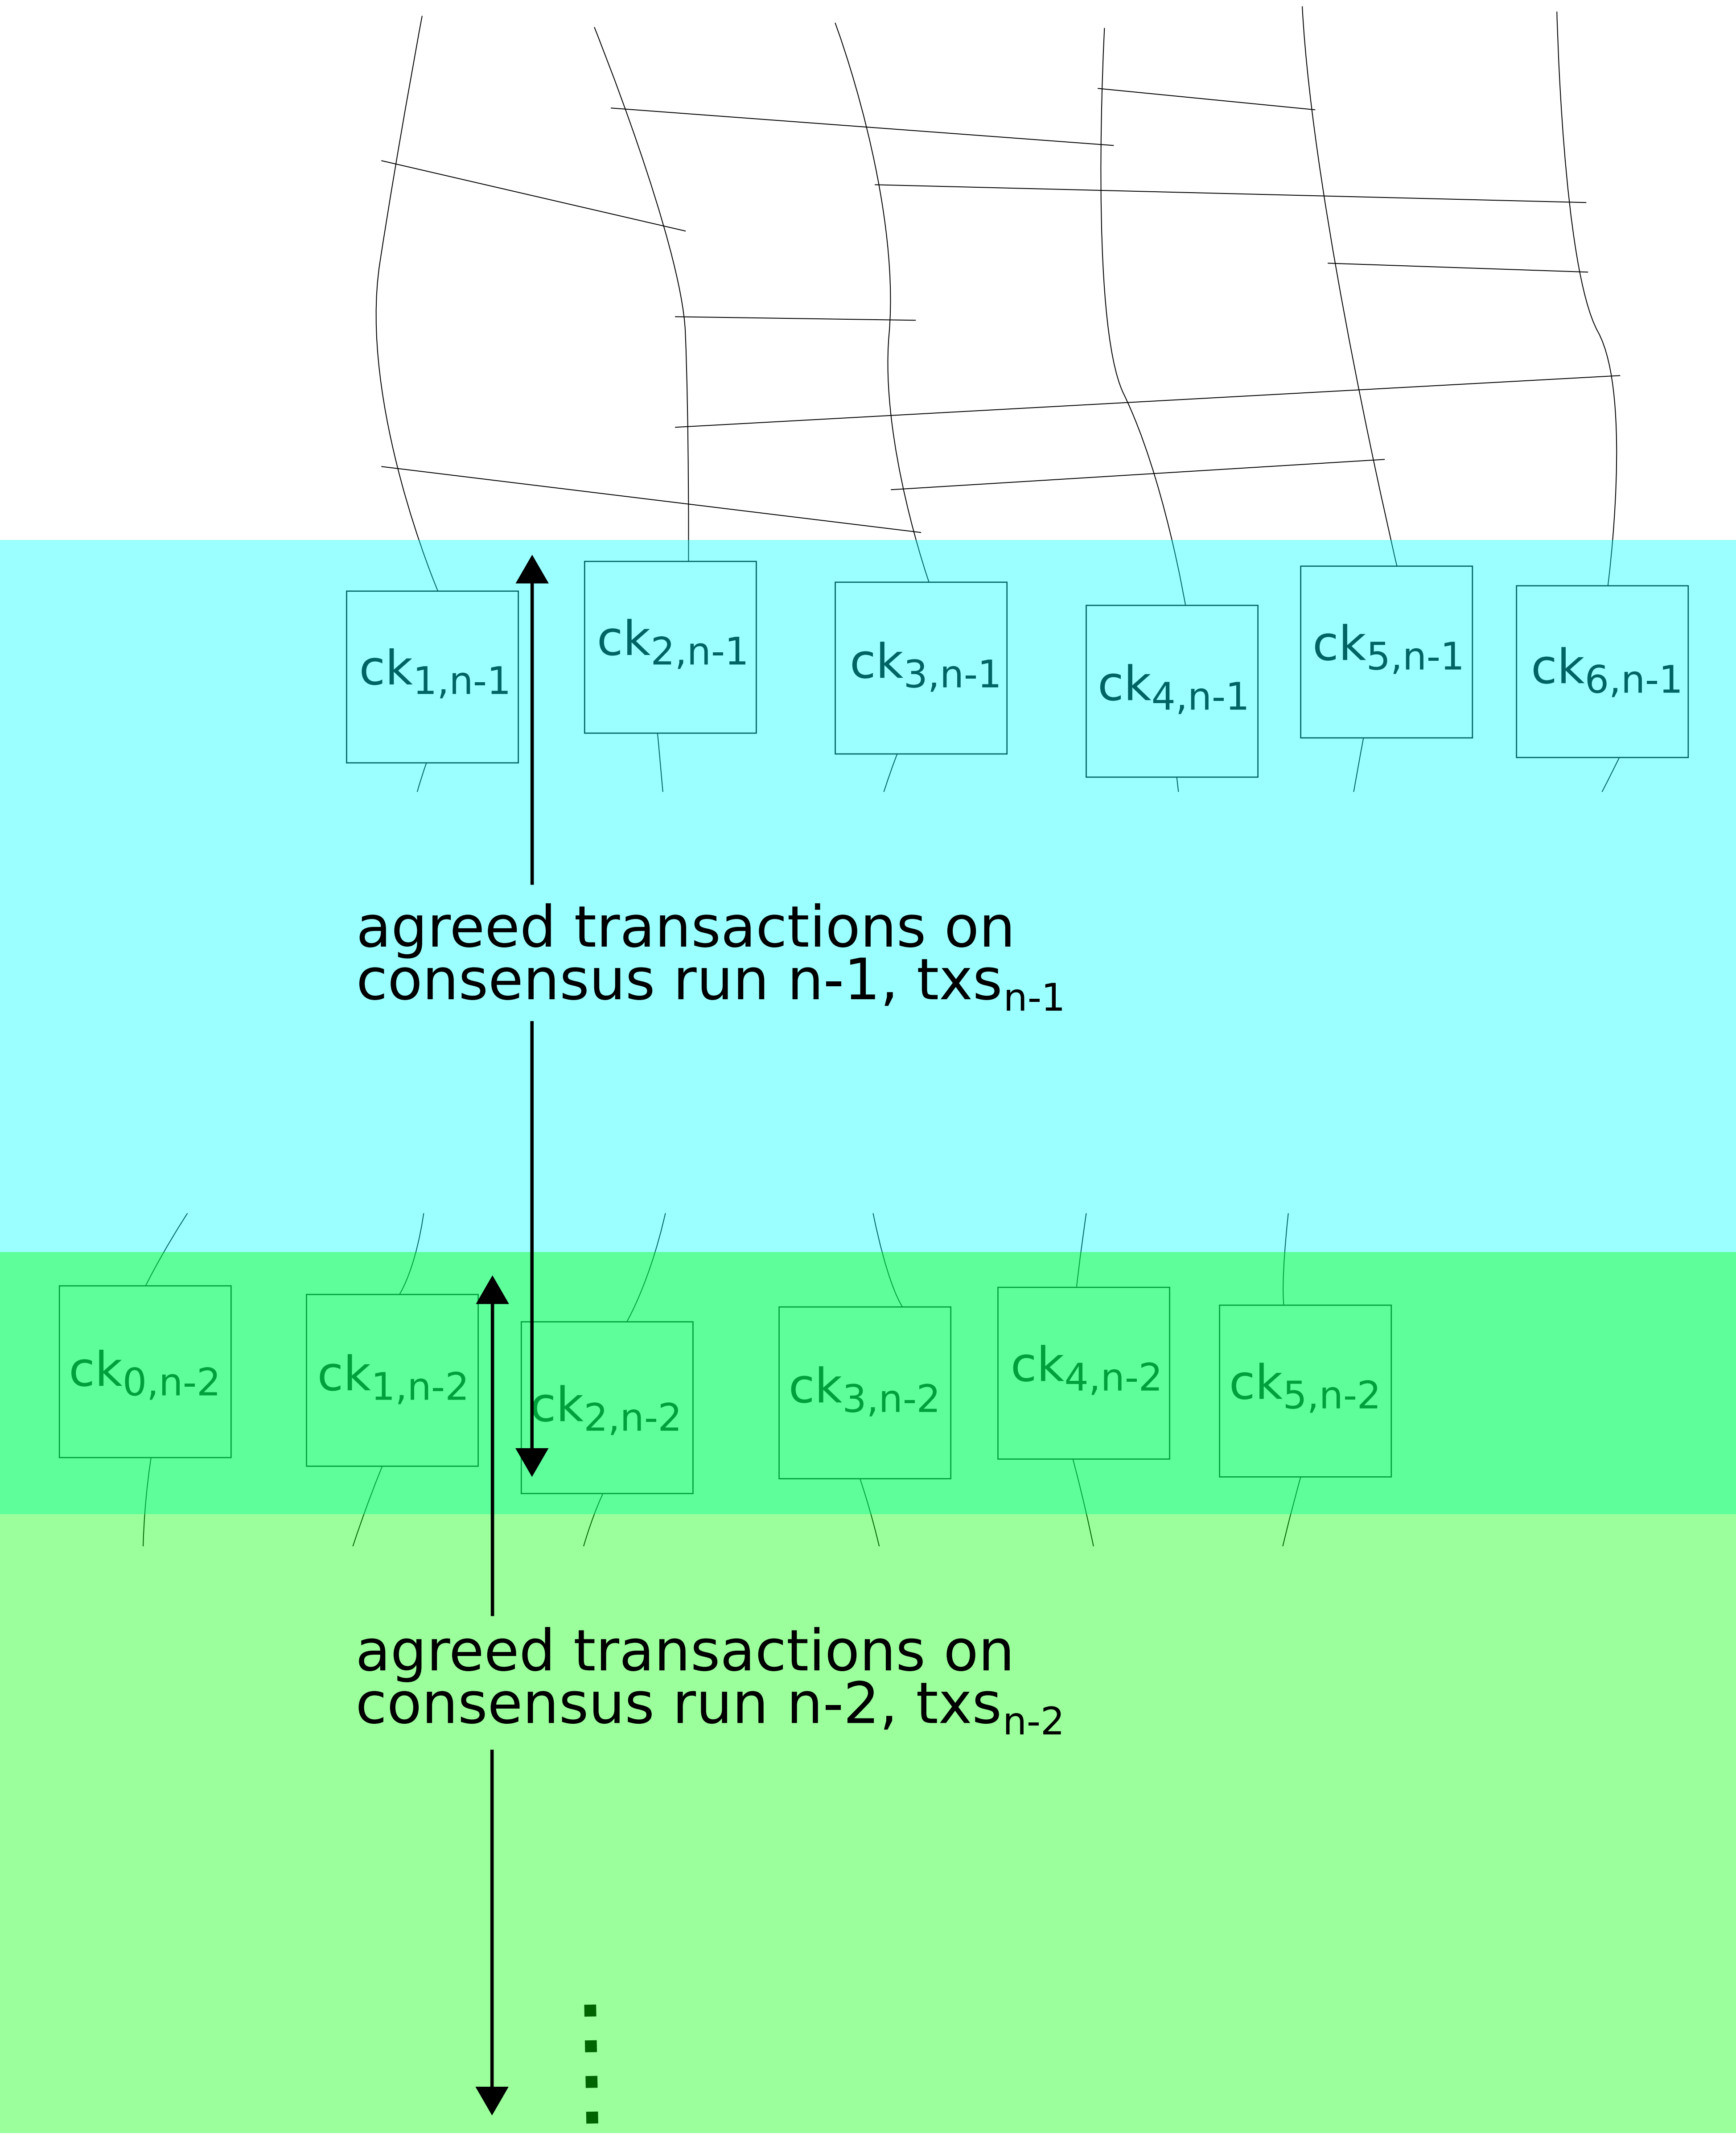 ck1,n-1 ck2,n-1 ck3,n-1 ck4,n-1 ck5,n-1 ck6,n-1
agreed transactions on
consensus run n-1, txsn-1
ck0,n-2 ck1,n-2 ck2,n-2 ck3,n-2 ck4,n-2 ck5,n-2
agreed transactions on
consensus run n-2, txsn-2